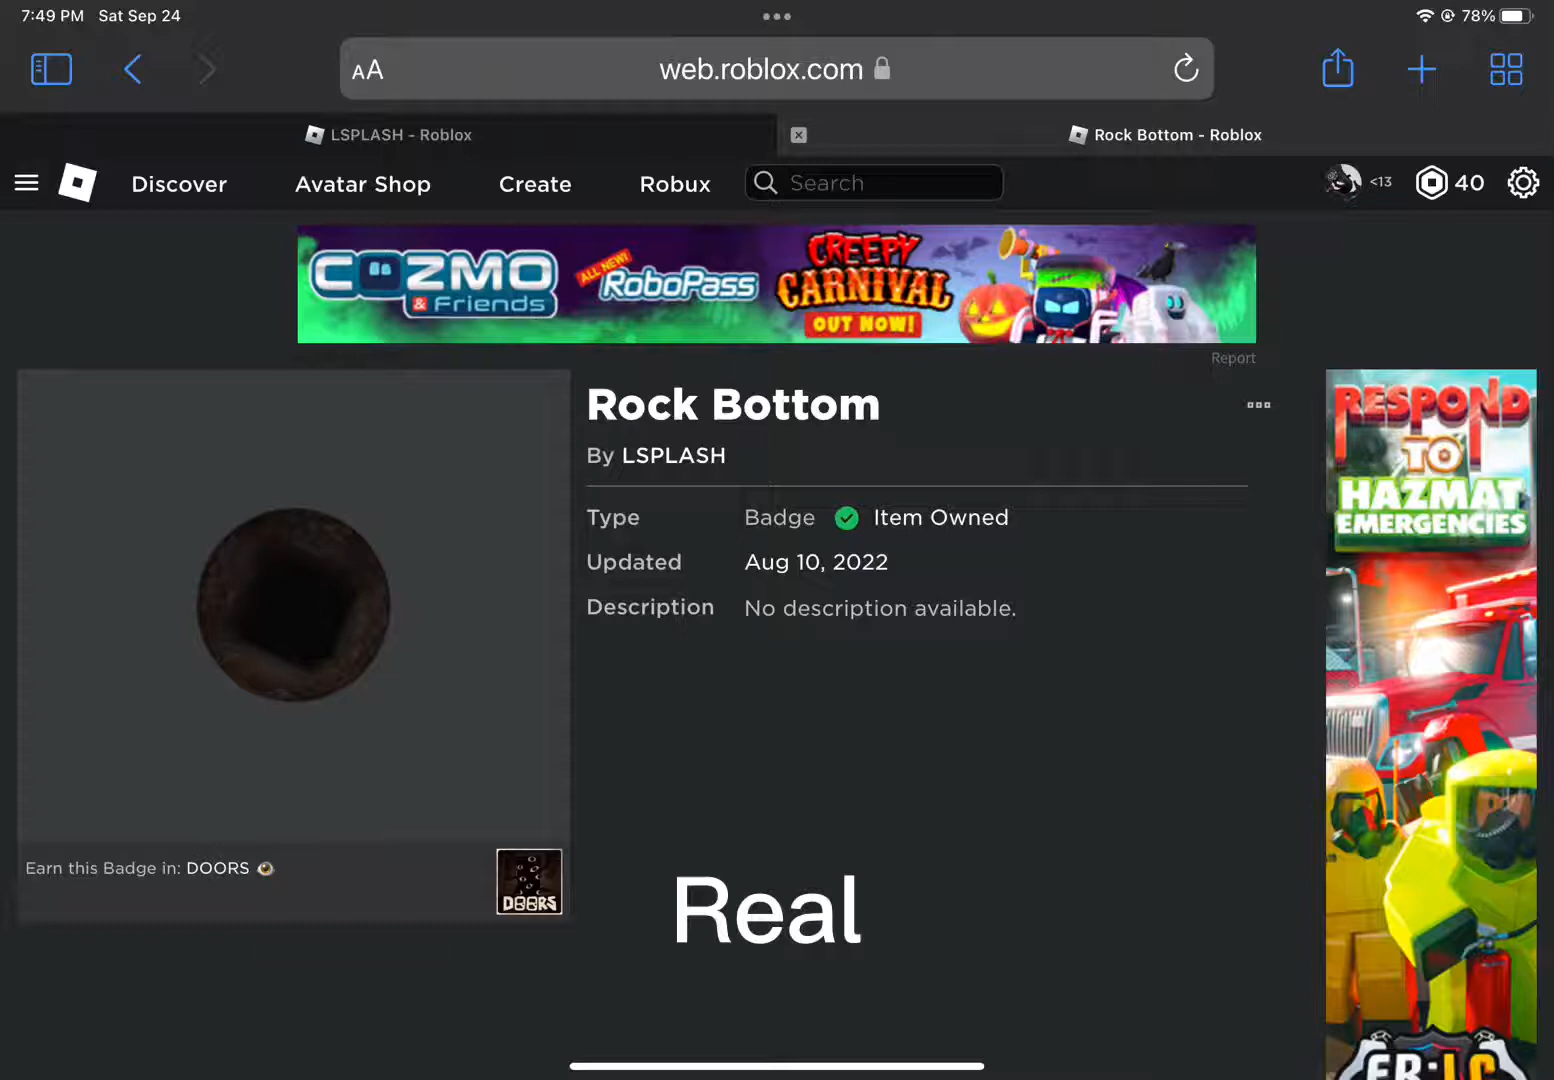 7:49 PM Sat Sep 24
78%
AA
web.roblox.com
LSPLASH - Roblox
Rock Bottom - Roblox
Discover
Avatar Shop
Create
Robux
Search
<13
40
COZMO
& Friends
ALL NEW!
RoboPass
CREEPY
CARNIVAL
OUT NOW!
Report
Rock Bottom
By LSPLASH
Type Badge Item Owned
Updated Aug 10, 2022
Description No description available.
Earn this Badge in: DOORS
DOORS
Real
RESPOND
TO
HAZMAT
EMERGENCIES
ER:LC